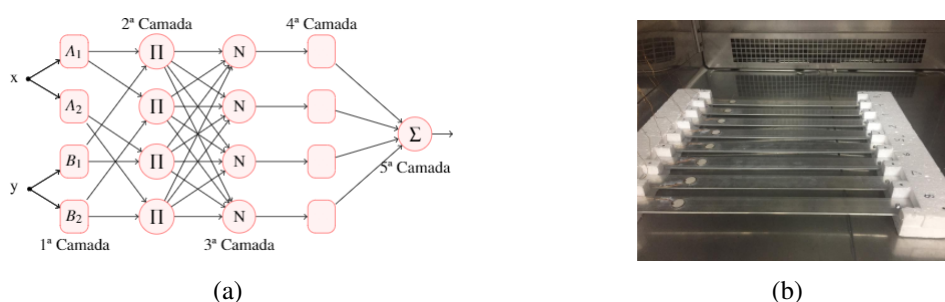 2ª Camada
4ª Camada
A₁
Π
N
x
A₂
Π
N
Σ
B₁
Π
N
5ª Camada
y
B₂
Π
N
1ª Camada
3ª Camada
(a)
(b)